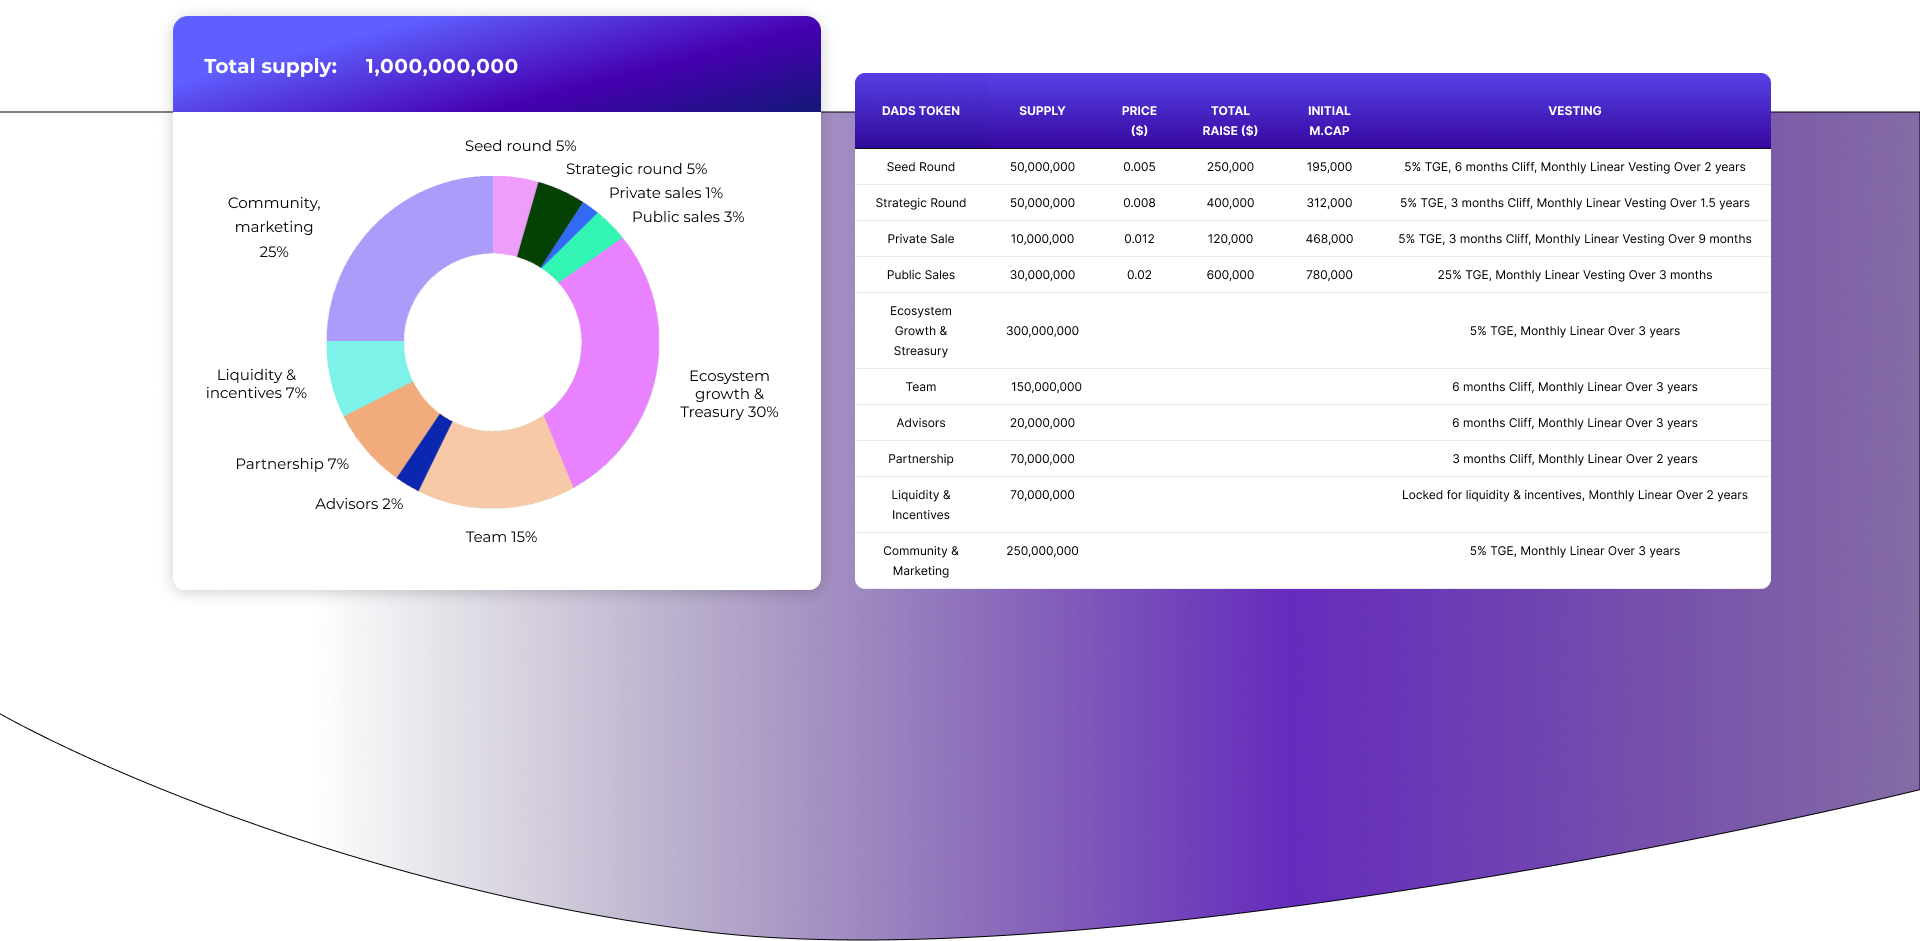 Total supply: 1,000,000,000
Seed round 5%
Strategic round 5%
Private sales 1%
Public sales 3%
Community,
marketing
25%
Ecosystem
growth &
Treasury 30%
Liquidity &
incentives 7%
Partnership 7%
Advisors 2%
Team 15%
DADS TOKEN SUPPLY PRICE ($) TOTAL RAISE ($) INITIAL M.CAP VESTING
Seed Round 50,000,000 0.005 250,000 195,000 5% TGE, 6 months Cliff, Monthly Linear Vesting Over 2 years
Strategic Round 50,000,000 0.008 400,000 312,000 5% TGE, 3 months Cliff, Monthly Linear Vesting Over 1.5 years
Private Sale 10,000,000 0.012 120,000 468,000 5% TGE, 3 months Cliff, Monthly Linear Vesting Over 9 months
Public Sales 30,000,000 0.02 600,000 780,000 25% TGE, Monthly Linear Vesting Over 3 months
Ecosystem
Growth & 300,000,000 5% TGE, Monthly Linear Over 3 years
Streasury
Team 150,000,000 6 months Cliff, Monthly Linear Over 3 years
Advisors 20,000,000 6 months Cliff, Monthly Linear Over 3 years
Partnership 70,000,000 3 months Cliff, Monthly Linear Over 2 years
Liquidity & 70,000,000 Locked for liquidity & incentives, Monthly Linear Over 2 years
Incentives
Community & 250,000,000 5% TGE, Monthly Linear Over 3 years
Marketing